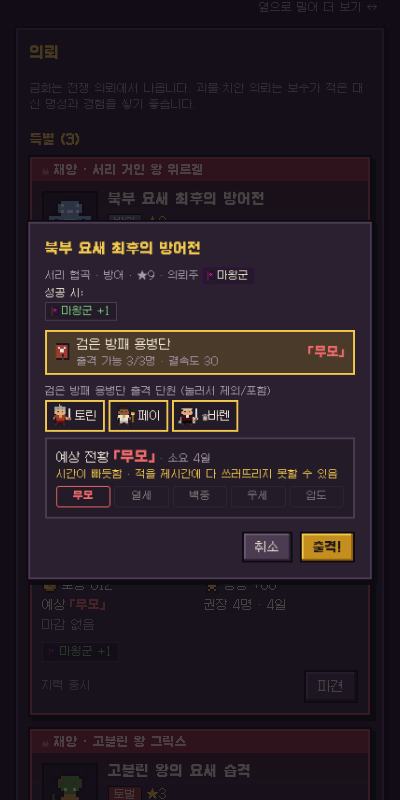 옆으로 밀어 더 보기 ↔
의뢰
금화는 전쟁 의뢰에서 나옵니다. 괴물 치안 의뢰는 보수가 적은 대
신 명성과 경험을 쌓기 좋습니다.
특별 (3)
재앙 · 서리 거인 왕 위르겔
북부 요새 최후의 방어전
북부 요새 최후의 방어전
서리 협곡 · 방어 · ★9 · 의뢰주 마왕군
성공 시:
마왕군 +1
검은 방패 용병단
출격 가능 3/3명 · 결속도 30
「무모」
검은 방패 용병단 출격 단원 (눌러서 제외/포함)
토린 페이 바렌
예상 전황 「무모」 · 소요 4일
시간이 빠듯함 · 적을 제시간에 다 쓰러뜨리지 못할 수 있음
무모 열세 백중 우세 압도
취소 출격!
예상 「무모」 권장 4명 · 4일
마감 없음
마왕군 +1
지력 중시 파견
재앙 · 고블린 왕 그릭스
고블린 왕의 요새 습격
토벌 ★3